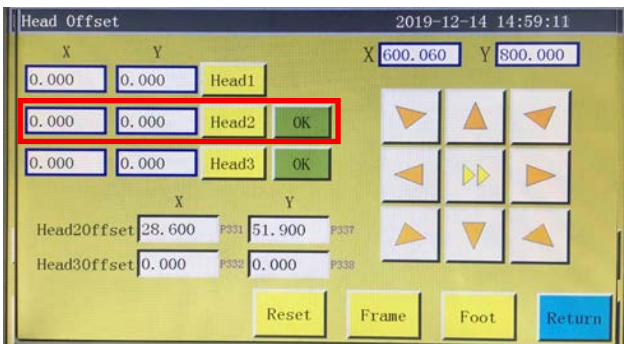 Head Offset 2019-12-14 14:59:11
X Y X 600.060 Y 800.000
0.000 0.000 Head1
0.000 0.000 Head2 OK
0.000 0.000 Head3 OK
X Y
Head2Offset 28.600 P331 51.900 P337
Head3Offset 0.000 P332 0.000 P338
Reset Frame Foot Return